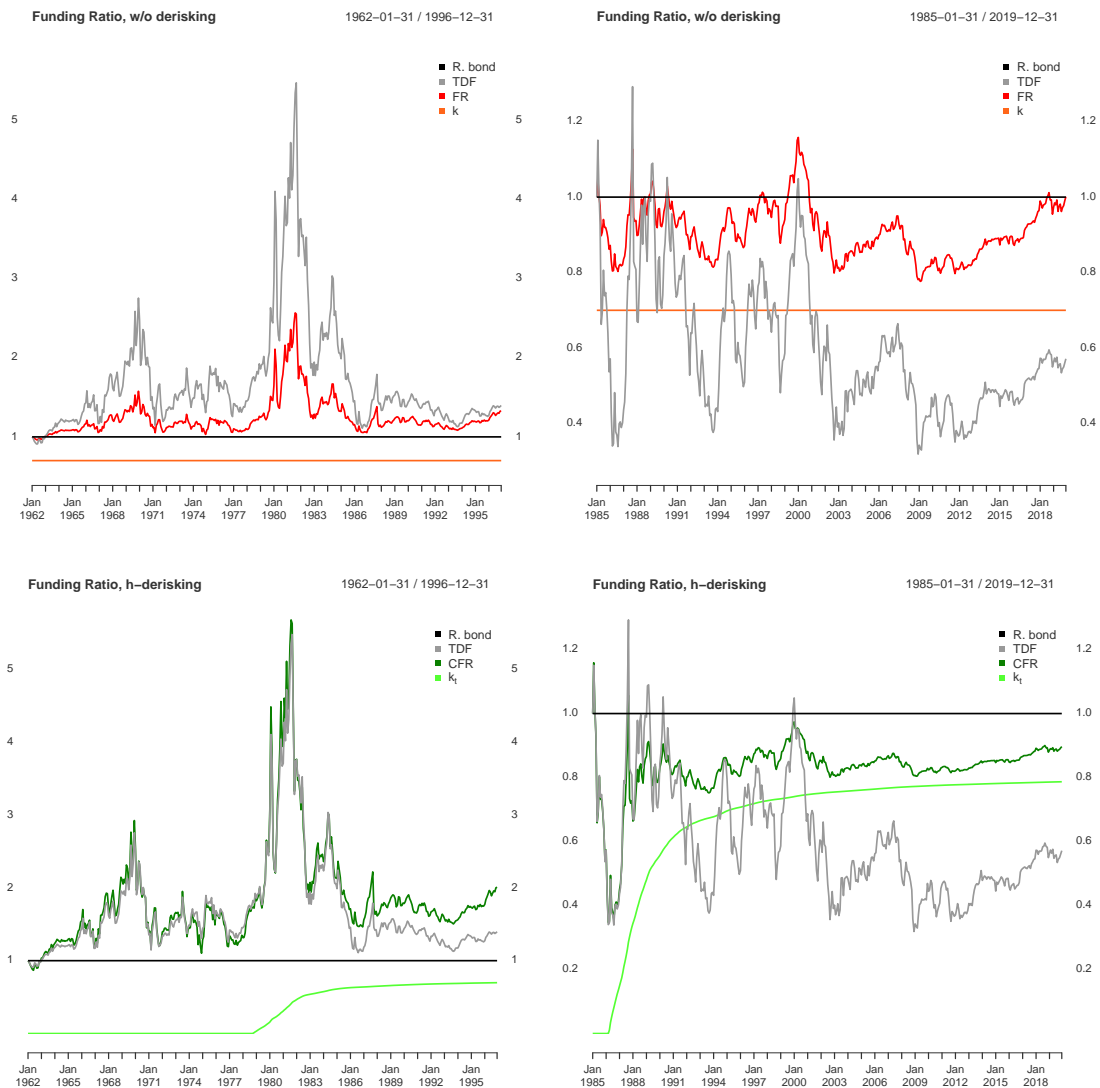 Funding Ratio, w/o derisking 1962−01−31 / 1996−12−31
R. bond
TDF
FR
k
5 5
4 4
3 3
2 2
1 1
Jan Jan Jan Jan Jan Jan Jan Jan Jan Jan Jan Jan
1962 1965 1968 1971 1974 1977 1980 1983 1986 1989 1992 1995
Funding Ratio, w/o derisking 1985−01−31 / 2019−12−31
R. bond
TDF
FR
k
1.2 1.2
1.0 1.0
0.8 0.8
0.6 0.6
0.4 0.4
Jan Jan Jan Jan Jan Jan Jan Jan Jan Jan Jan Jan
1985 1988 1991 1994 1997 2000 2003 2006 2009 2012 2015 2018
Funding Ratio, h−derisking 1962−01−31 / 1996−12−31
R. bond
TDF
CFR
kt
5 5
4 4
3 3
2 2
1 1
Jan Jan Jan Jan Jan Jan Jan Jan Jan Jan Jan Jan
1962 1965 1968 1971 1974 1977 1980 1983 1986 1989 1992 1995
Funding Ratio, h−derisking 1985−01−31 / 2019−12−31
R. bond
TDF
CFR
kt
1.2 1.2
1.0 1.0
0.8 0.8
0.6 0.6
0.4 0.4
0.2 0.2
Jan Jan Jan Jan Jan Jan Jan Jan Jan Jan Jan Jan
1985 1988 1991 1994 1997 2000 2003 2006 2009 2012 2015 2018